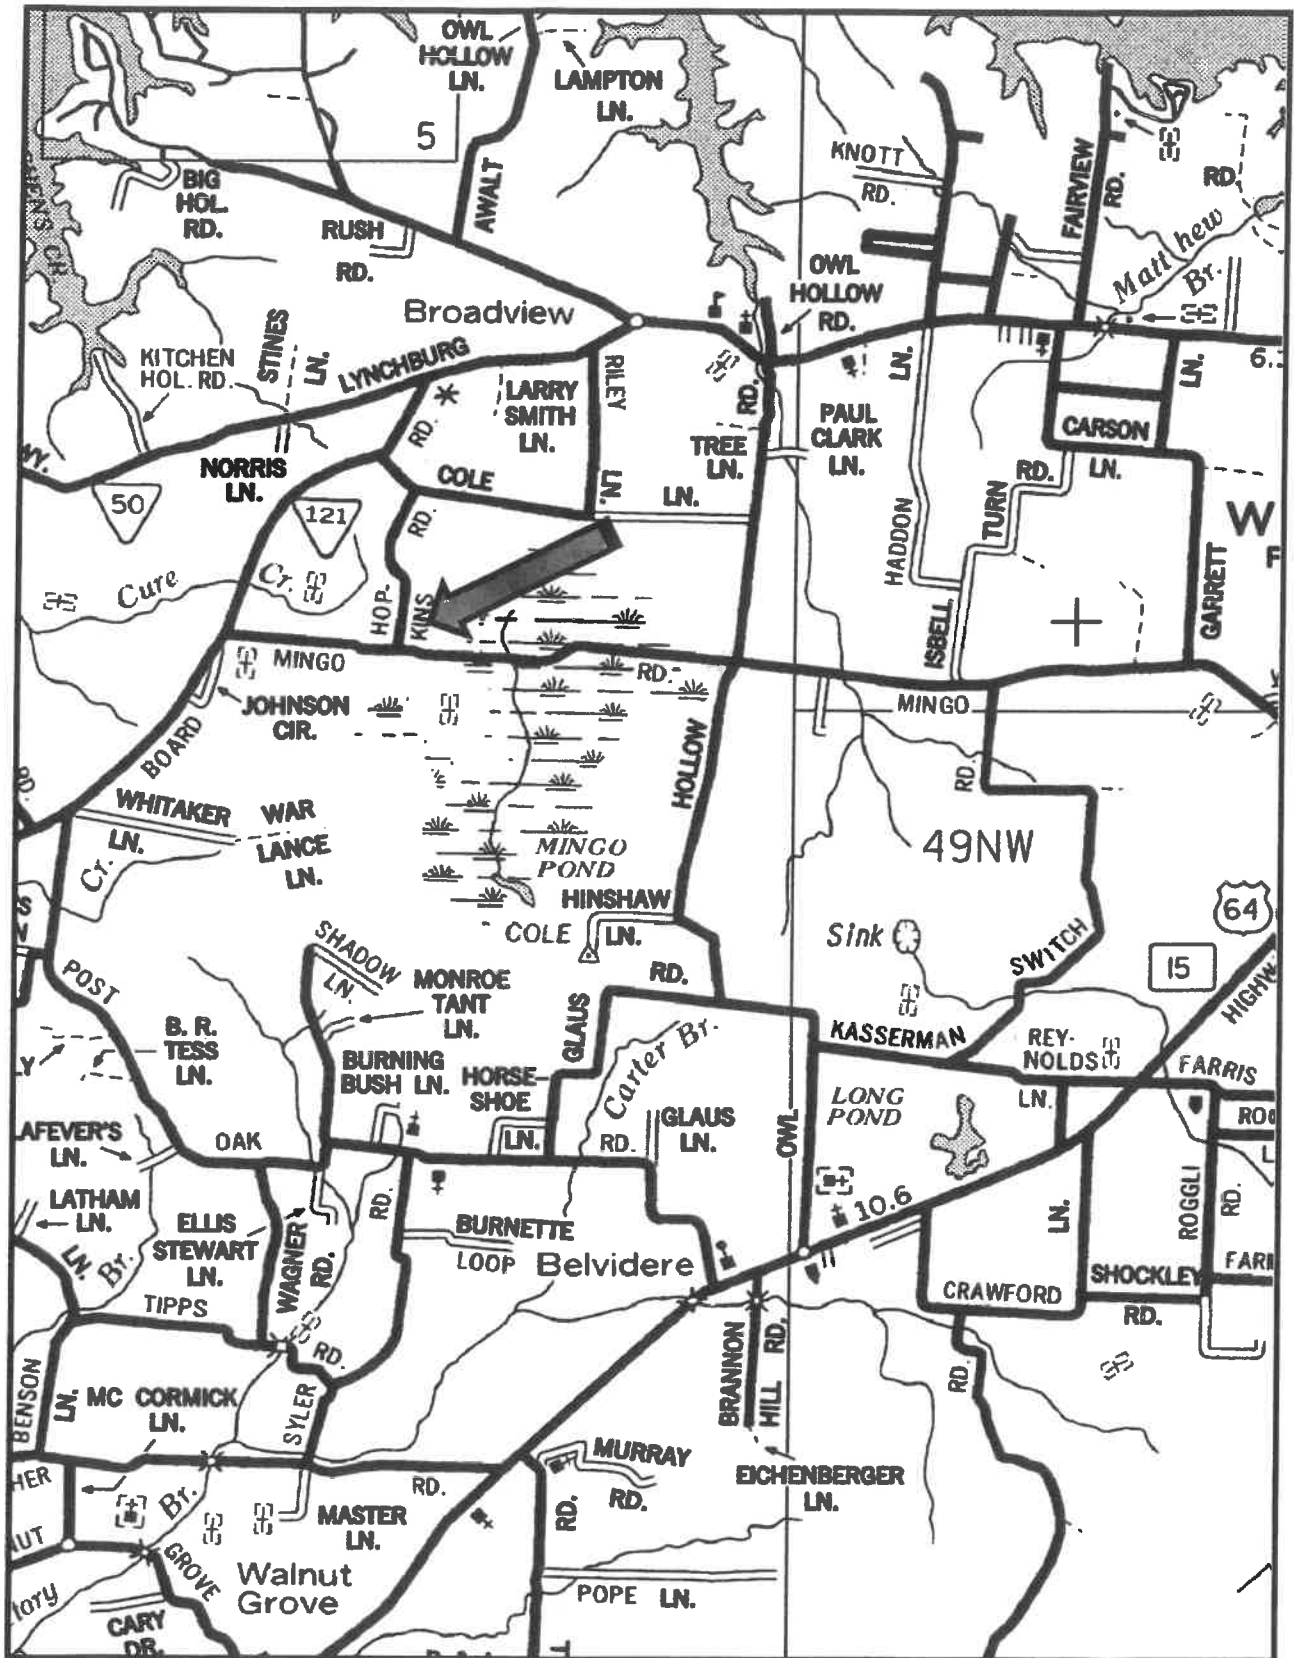 OWL
HOLLOW
LN.
LAMPTON
LN.
5
KNOTT
RD.
FAIRVIEW
RD.
RD.
BIG
HOL.
RD.
AWALT
RUSH
RD.
Matthew
Br.
OWL
HOLLOW
RD.
Broadview
STINES
LN.
KITCHEN
HOL. RD.
LYNCHBURG
RILEY
LN.
LARRY
SMITH
LN.
RD.
LN.
LN.
PAUL
CLARK
LN.
CARSON
LN.
TREE
LN.
RD.
COLE
LN.
NORRIS
LN.
50
121
RD.
RD.
TURN
HADDON
GARRETT
W
F
Cure
Cr.
HOP-
KINS
ISBELL
MINGO
RD.
JOHNSON
CIR.
MINGO
BOARD
HOLLOW
RD.
RD.
WHITAKER
LN.
WAR
LANCE
LN.
Cr.
MINGO
POND
49NW
64
HINSHAW
LN.
COLE
Sink
SHADOW
LN.
SWITCH
15
POST
MONROE
TANT
LN.
RD.
GLAUS
HIGHW
B. R.
TESS
LN.
Carter Br.
KASSERMAN
REY-
NOLDS
FARRIS
BURNING
BUSH LN.
HORSE-
SHOE
LN.
LONG
POND
LN.
GLAUS
LN.
RD.
OWL
LAFEVER'S
LN.
OAK
LATHAM
LN.
RD.
ELLIS
STEWART
LN.
WAGNER
RD.
BURNETTE
LOOP
10.6
LN.
ROGGLI
RD.
LN.
Br.
Belvidere
TIPPS
CRAWFORD
SHOCKLEY
RD.
RD.
BRANNON
HILL RD.
RD.
BENSON
LN.
MC CORMICK
LN.
SYLER
MURRAY
RD.
EICHENBERGER
LN.
RD.
RD.
MASTER
LN.
Br.
GROVE
Walnut
Grove
POPE LN.
CARY
DR.